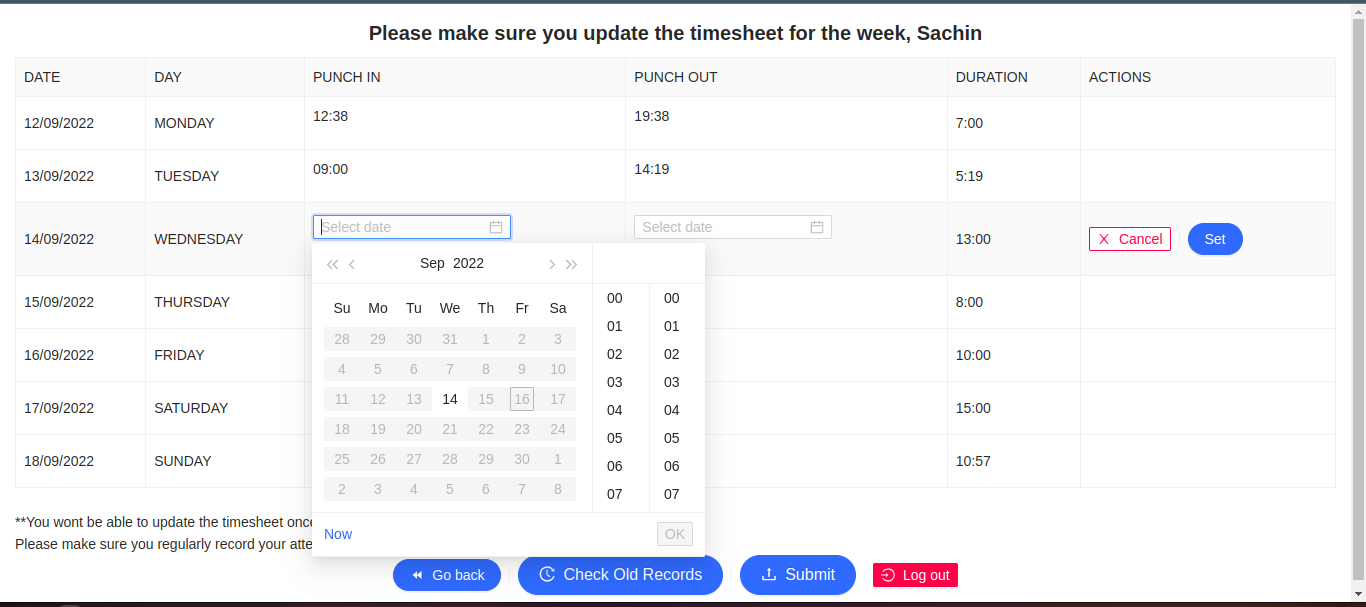 Please make sure you update the timesheet for the week, Sachin
DATE DAY PUNCH IN PUNCH OUT DURATION ACTIONS
12/09/2022 MONDAY 12:38 19:38 7:00
13/09/2022 TUESDAY 09:00 14:19 5:19
14/09/2022 WEDNESDAY Select date Select date 13:00 Cancel Set
Sep 2022
Su Mo Tu We Th Fr Sa
28 29 30 31 1 2 3
4 5 6 7 8 9 10
11 12 13 14 15 16 17
18 19 20 21 22 23 24
25 26 27 28 29 30 1
2 3 4 5 6 7 8
00 00
01 01
02 02
03 03
04 04
05 05
06 06
07 07
Now OK
15/09/2022 THURSDAY 8:00
16/09/2022 FRIDAY 10:00
17/09/2022 SATURDAY 15:00
18/09/2022 SUNDAY 10:57
**You wont be able to update the timesheet once
Please make sure you regularly record your atte
Go back Check Old Records Submit Log out